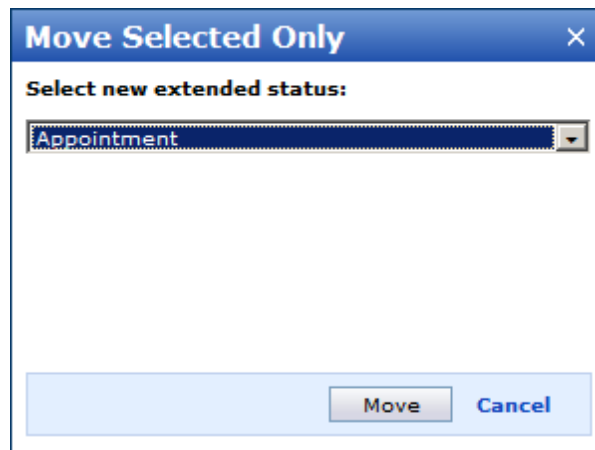 Move Selected Only
Select new extended status:
Appointment
Move Cancel